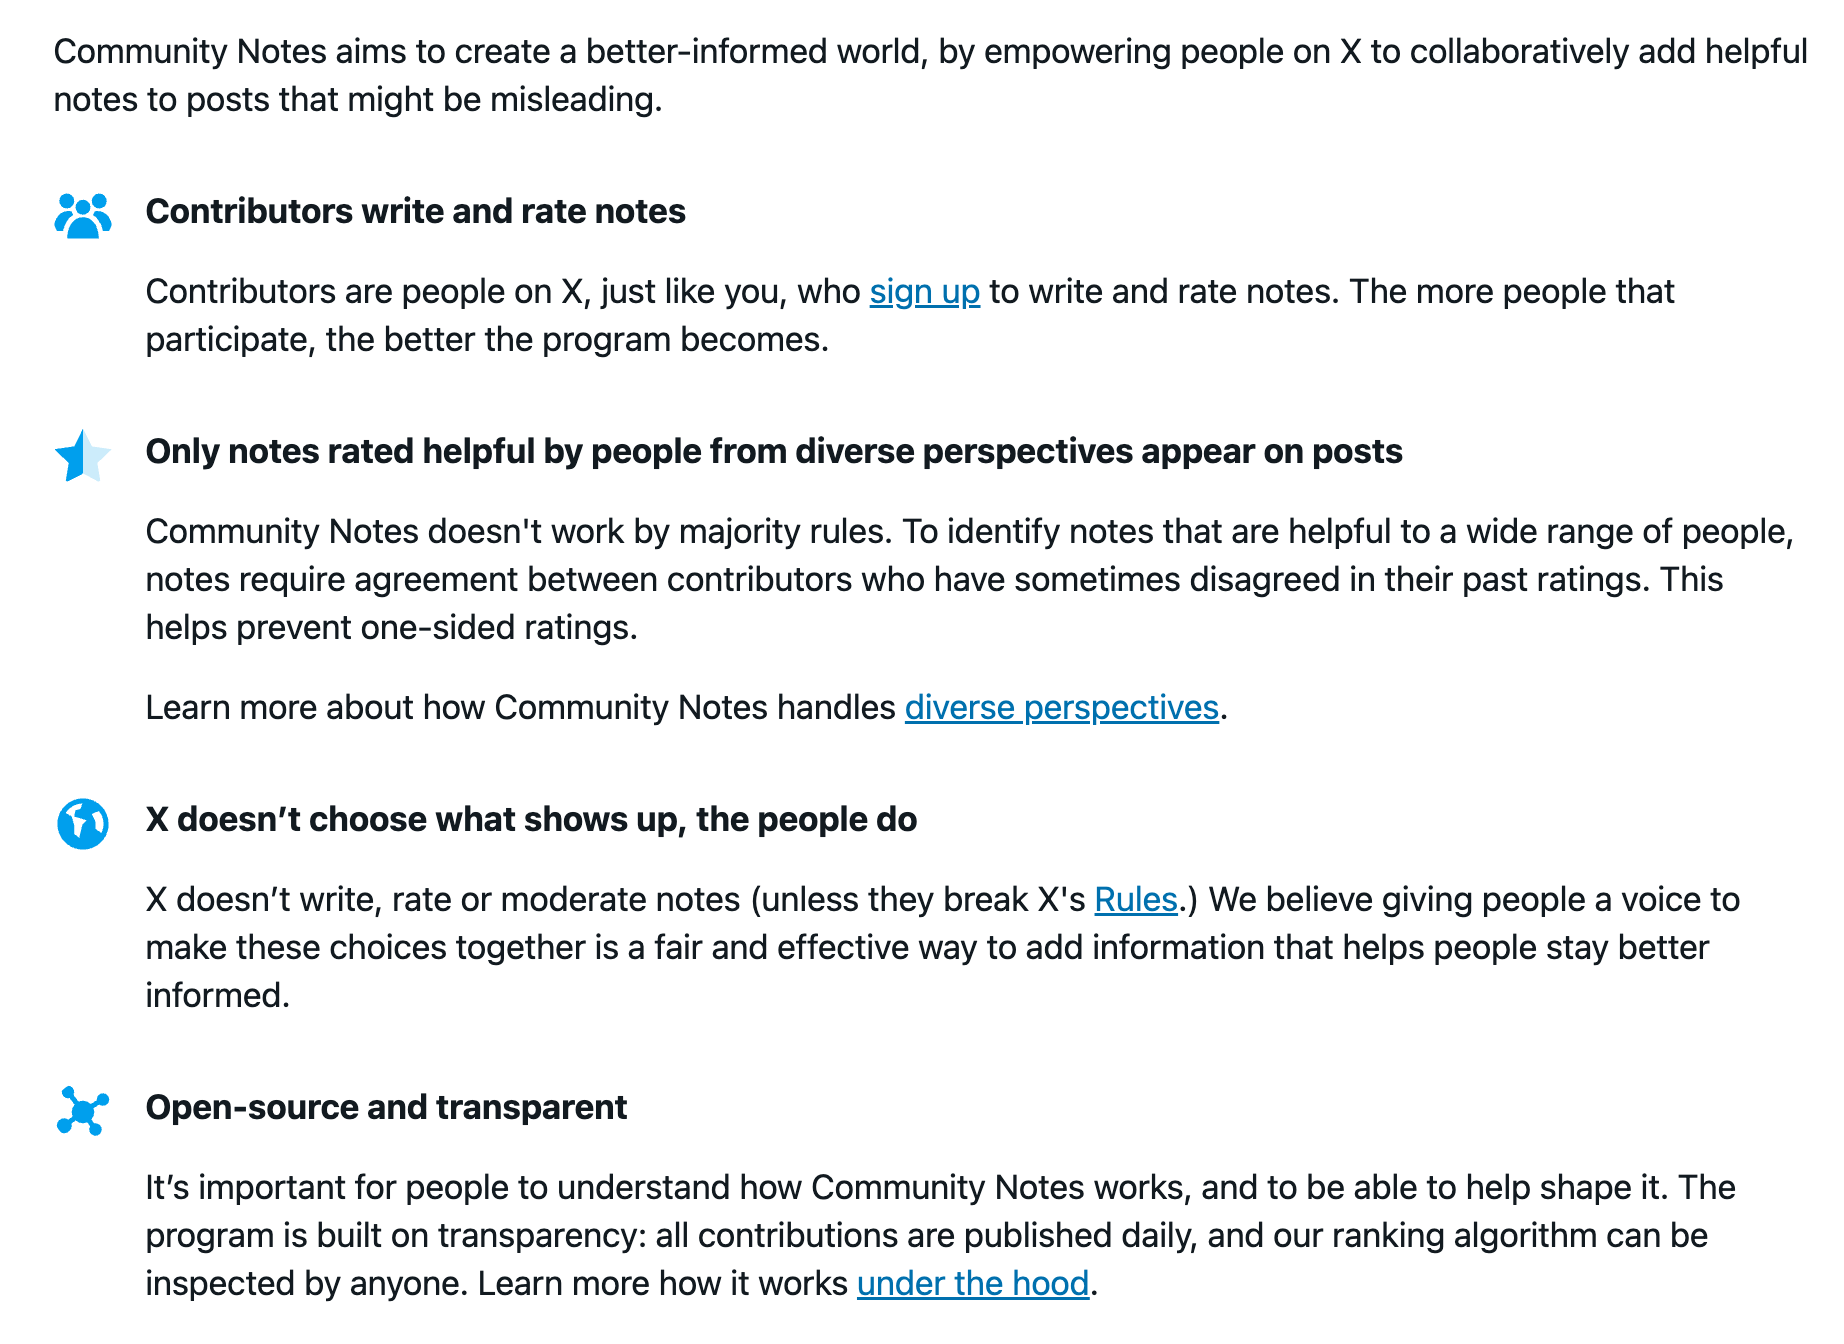 Community Notes aims to create a better-informed world, by empowering people on X to collaboratively add helpful
notes to posts that might be misleading.
Contributors write and rate notes
Contributors are people on X, just like you, who sign up to write and rate notes. The more people that
participate, the better the program becomes.
Only notes rated helpful by people from diverse perspectives appear on posts
Community Notes doesn't work by majority rules. To identify notes that are helpful to a wide range of people,
notes require agreement between contributors who have sometimes disagreed in their past ratings. This
helps prevent one-sided ratings.
Learn more about how Community Notes handles diverse perspectives.
X doesn’t choose what shows up, the people do
X doesn’t write, rate or moderate notes (unless they break X's Rules.) We believe giving people a voice to
make these choices together is a fair and effective way to add information that helps people stay better
informed.
Open-source and transparent
It’s important for people to understand how Community Notes works, and to be able to help shape it. The
program is built on transparency: all contributions are published daily, and our ranking algorithm can be
inspected by anyone. Learn more how it works under the hood.